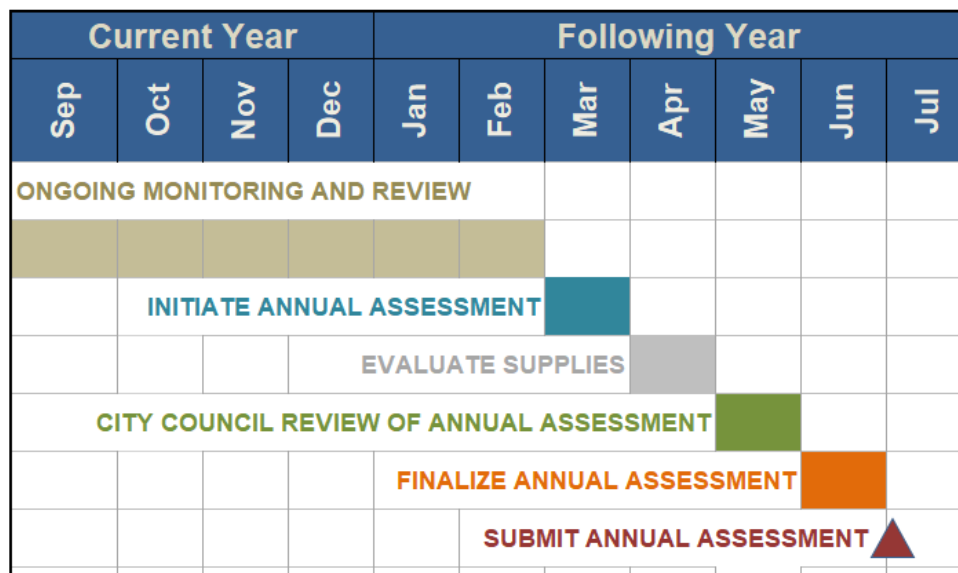 Current Year Following Year
Sep Oct Nov Dec Jan Feb Mar Apr May Jun Jul
ONGOING MONITORING AND REVIEW
INITIATE ANNUAL ASSESSMENT
EVALUATE SUPPLIES
CITY COUNCIL REVIEW OF ANNUAL ASSESSMENT
FINALIZE ANNUAL ASSESSMENT
SUBMIT ANNUAL ASSESSMENT